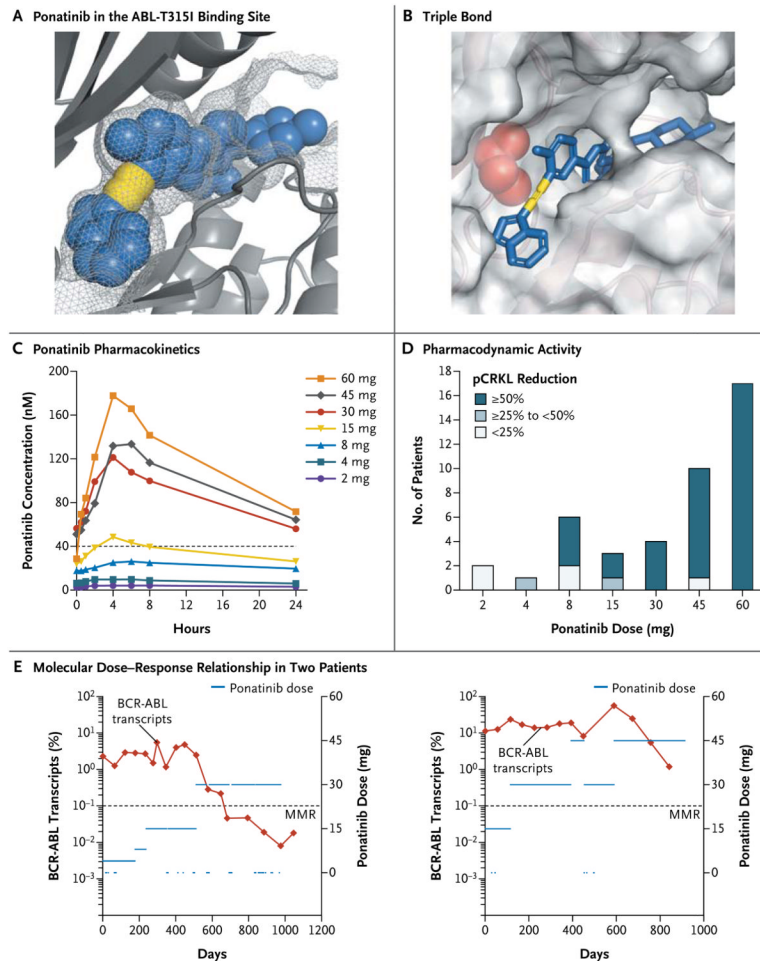 A Ponatinib in the ABL-T315I Binding Site
B Triple Bond
C Ponatinib Pharmacokinetics
Ponatinib Concentration (nM)
200
160
120
80
40
0
0 4 8 12 16 20 24
Hours
60 mg
45 mg
30 mg
15 mg
8 mg
4 mg
2 mg
D Pharmacodynamic Activity
pCRKL Reduction
≥50%
≥25% to <50%
<25%
No. of Patients
18
16
14
12
10
8
6
4
2
0
2 4 8 15 30 45 60
Ponatinib Dose (mg)
E Molecular Dose–Response Relationship in Two Patients
Ponatinib dose
BCR-ABL
transcripts
BCR-ABL Transcripts (%)
10²
10¹
10⁰
10⁻¹
10⁻²
10⁻³
MMR
60
45
30
15
0
Ponatinib Dose (mg)
0 200 400 600 800 1000 1200
Days
Ponatinib dose
BCR-ABL
transcripts
BCR-ABL Transcripts (%)
10²
10¹
10⁰
10⁻¹
10⁻²
10⁻³
MMR
60
45
30
15
0
Ponatinib Dose (mg)
0 200 400 600 800 1000
Days